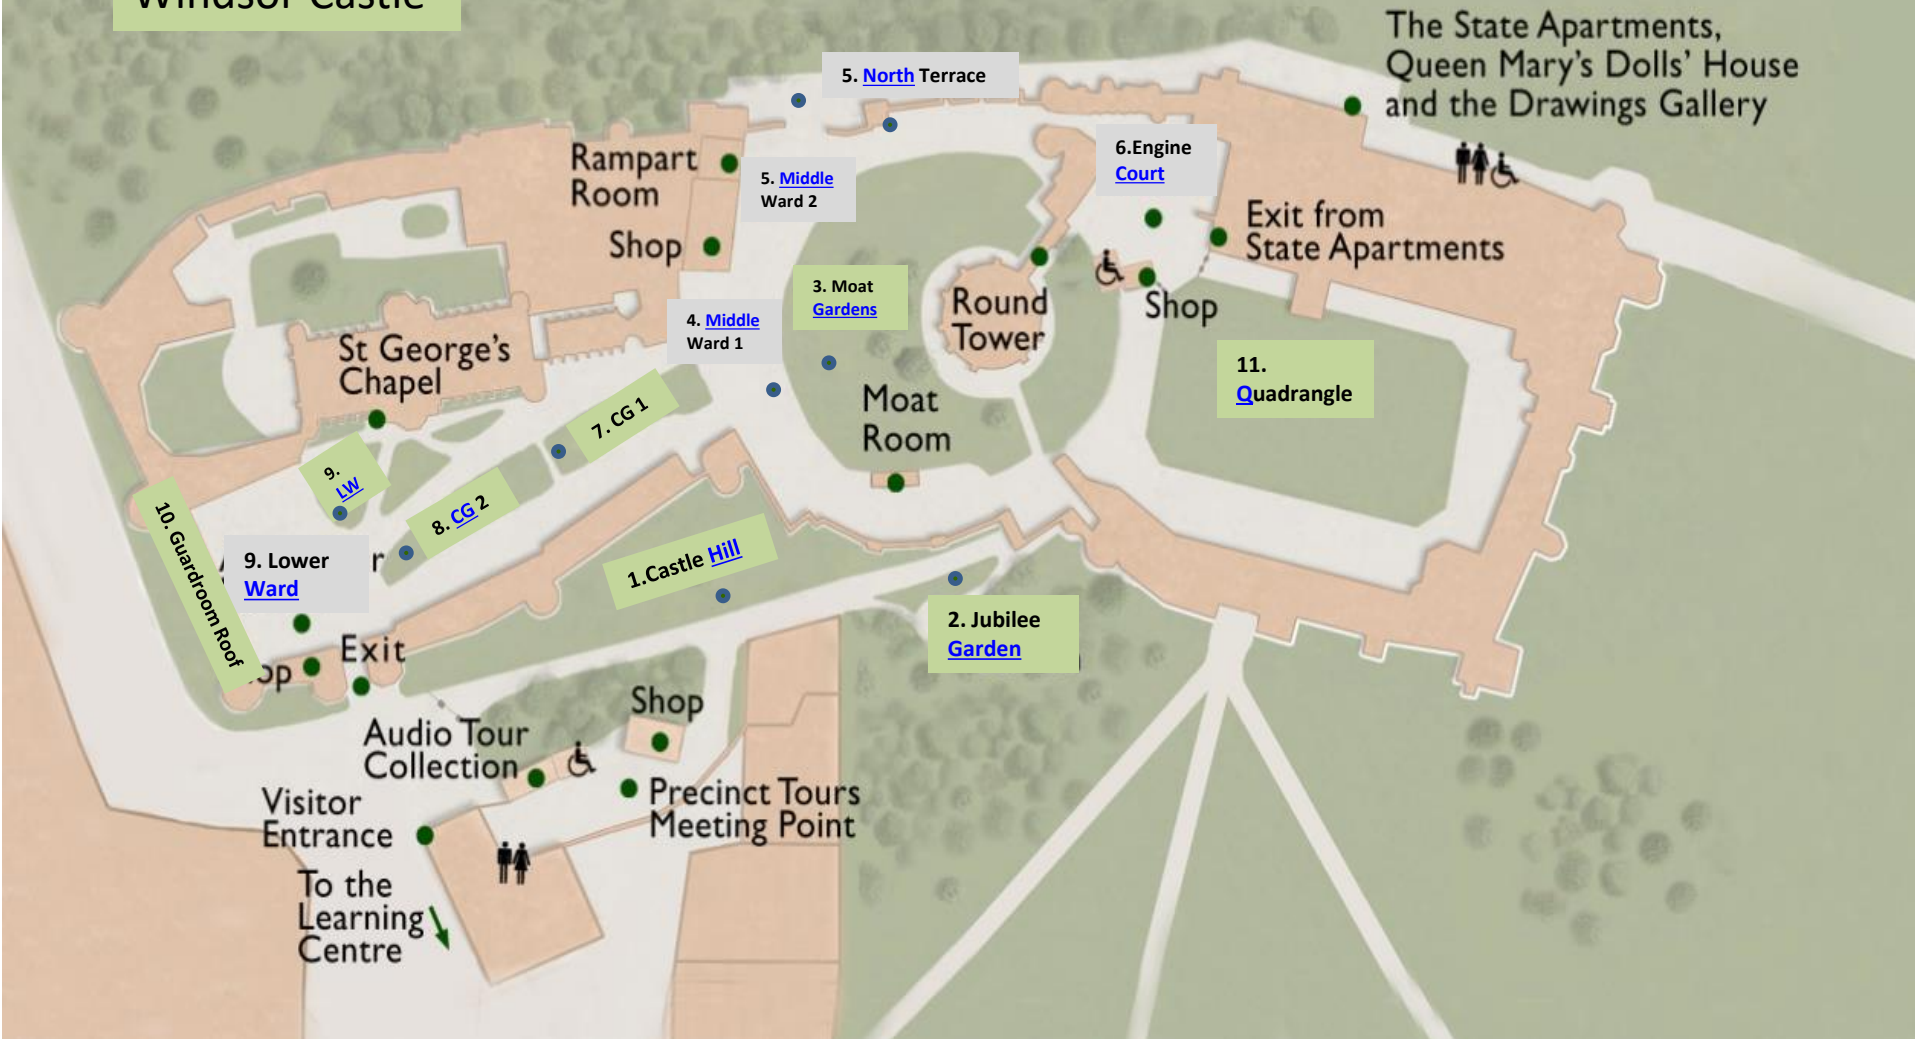 Windsor Castle
The State Apartments,
Queen Mary's Dolls' House
and the Drawings Gallery
5. North Terrace
Rampart
Room
5. Middle
Ward 2
6.Engine
Court
Shop
Exit from
State Apartments
3. Moat
Gardens
4. Middle
Ward 1
Round
Tower
Shop
St George's
Chapel
11.
Quadrangle
Moat
Room
7. CG 1
9.
LW
8. CG 2
10. Guardroom Roof
9. Lower
Ward
1.Castle Hill
2. Jubilee
Garden
Exit
Shop
Audio Tour
Collection
Visitor
Entrance
Precinct Tours
Meeting Point
To the
Learning
Centre